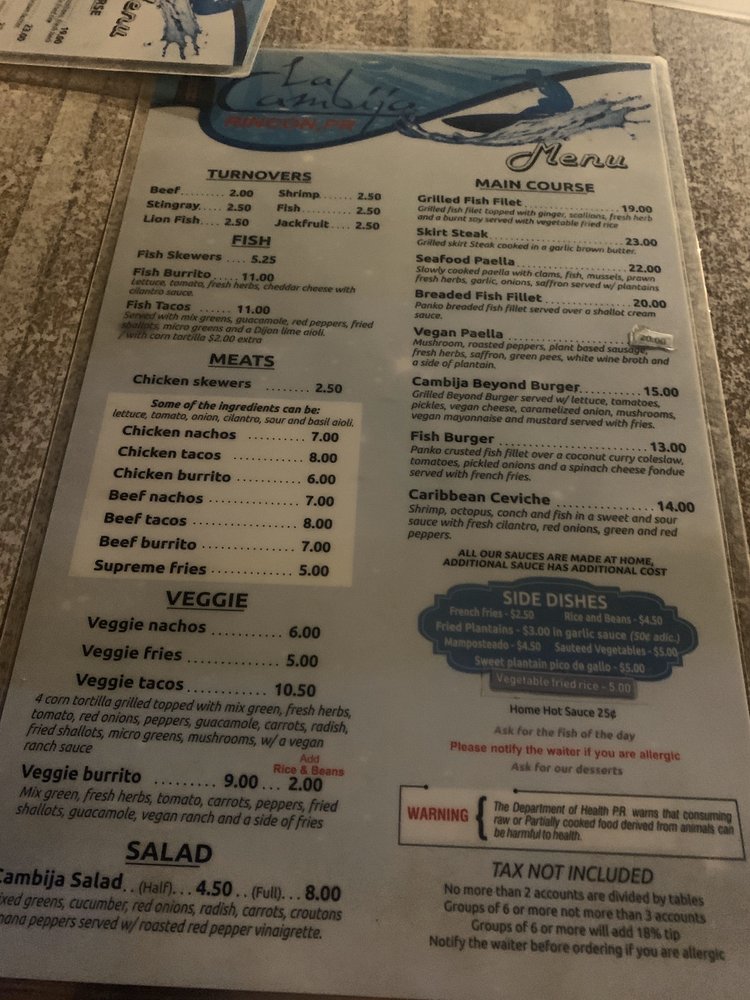 Menu
19.00
23.00
La Cambija
RINCON, PR
Menu
TURNOVERS
Beef ......... 2.00 Shrimp ...... 2.50
Stingray ..... 2.50 Fish ......... 2.50
Lion Fish .... 2.50 Jackfruit .... 2.50
FISH
Fish Skewers .... 5.25
Fish Burrito ...... 11.00
Lettuce, tomato, fresh herbs, cheddar cheese with
cilantro sauce.
Fish Tacos ........ 11.00
Served with mix greens, guacamole, red peppers, fried
shallots, micro greens and a Dijon lime aioli.
/ with corn tortilla $2.00 extra
MEATS
Chicken skewers ........ 2.50
Some of the ingredients can be:
lettuce, tomato, onion, cilantro, sour and basil aioli.
Chicken nachos .......... 7.00
Chicken tacos .......... 8.00
Chicken burrito ......... 6.00
Beef nachos ............ 7.00
Beef tacos .............. 8.00
Beef burrito ............. 7.00
Supreme fries ........... 5.00
VEGGIE
Veggie nachos ........... 6.00
Veggie fries ............. 5.00
Veggie tacos ............ 10.50
4 corn tortilla grilled topped with mix green, fresh herbs,
tomato, red onions, peppers, guacamole, carrots, radish,
fried shallots, micro greens, mushrooms, w/ a vegan
ranch sauce
Add
Rice & Beans
Veggie burrito ......... 9.00 ... 2.00
Mix green, fresh herbs, tomato, carrots, peppers, fried
shallots, guacamole, vegan ranch and a side of fries
SALAD
Cambija Salad .. (Half)... 4.50 .. (Full)... 8.00
ixed greens, cucumber, red onions, radish, carrots, croutons
nana peppers served w/ roasted red pepper vinaigrette.
MAIN COURSE
Grilled Fish Filet .................... 19.00
Grilled fish filet topped with ginger, scallions, fresh herb
and a burnt soy served with vegetable fried rice
Skirt Steak ......................... 23.00
Grilled skirt Steak cooked in a garlic brown butter.
Seafood Paella .................... 22.00
Slowly cooked paella with clams, fish, mussels, prawn
fresh herbs, garlic, onions, saffron served w/ plantains
Breaded Fish Fillet ................ 20.00
Panko breaded fish filet served over a shallot cream
sauce.
Vegan Paella ...................... 20.00
Mushroom, roasted peppers, plant based sausage,
fresh herbs, saffron, green pees, white wine broth and
a side of plantain.
Cambija Beyond Burger ........... 15.00
Grilled Beyond Burger served w/ lettuce, tomatoes,
pickles, vegan cheese, caramelized onion, mushrooms,
vegan mayonnaise and mustard served with fries.
Fish Burger ....................... 13.00
Panko crusted fish fillet over a coconut curry coleslaw,
tomatoes, pickled onions and a spinach cheese fondue
served with french fries.
Caribbean Ceviche ................ 14.00
Shrimp, octopus, conch and fish in a sweet and sour
sauce with fresh cilantro, red onions, green and red
peppers.
ALL OUR SAUCES ARE MADE AT HOME,
ADDITIONAL SAUCE HAS ADDITIONAL COST
SIDE DISHES
French fries - $2.50 Rice and Beans - $4.50
Fried Plantains - $3.00 in garlic sauce (50¢ adic.)
Mamposteado - $4.50 Sauteed Vegetables - $5.00
Sweet plantain pico de gallo - $5.00
Vegetable fried rice - 5.00
Home Hot Sauce 25¢
Ask for the fish of the day
Please notify the waiter if you are allergic
Ask for our desserts
WARNING { The Department of Health P.R. warns that consuming
raw or Partially cooked food derived from animals can
be harmful to health.
TAX NOT INCLUDED
No more than 2 accounts are divided by tables
Groups of 6 or more not more than 3 accounts
Groups of 6 or more will add 18% tip
Notify the waiter before ordering if you are allergic